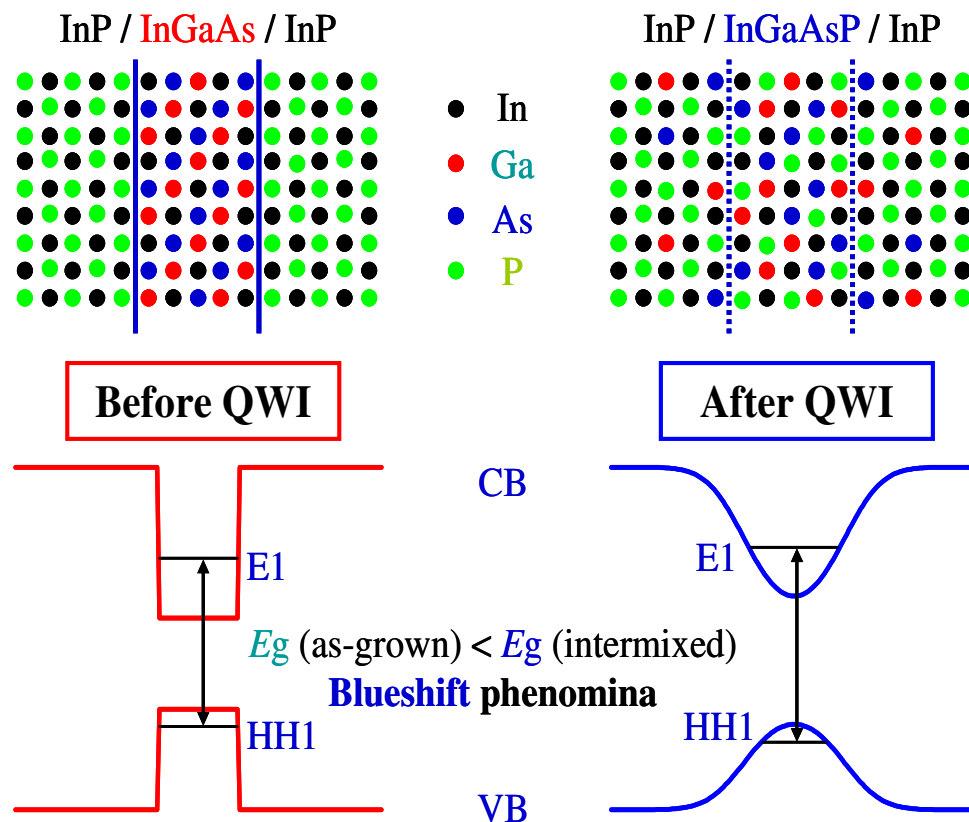 InP / InGaAs / InP
InP / InGaAsP / InP
In
Ga
As
P
Before QWI
After QWI
CB
E1
E1
Eg (as-grown) < Eg (intermixed)
Blueshift phenomina
HH1
HH1
VB